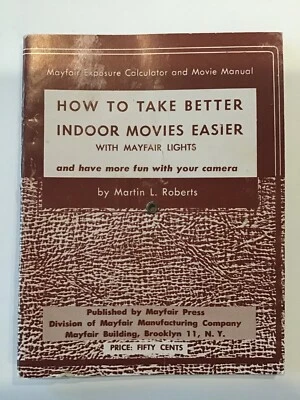 Mayfair Exposure Calculator and Movie Manual
HOW TO TAKE BETTER
INDOOR MOVIES EASIER
WITH MAYFAIR LIGHTS
and have more fun with your camera
by Martin L. Roberts
Published by Mayfair Press
Division of Mayfair Manufacturing Company
Mayfair Building, Brooklyn 11, N. Y.
PRICE: FIFTY CENTS